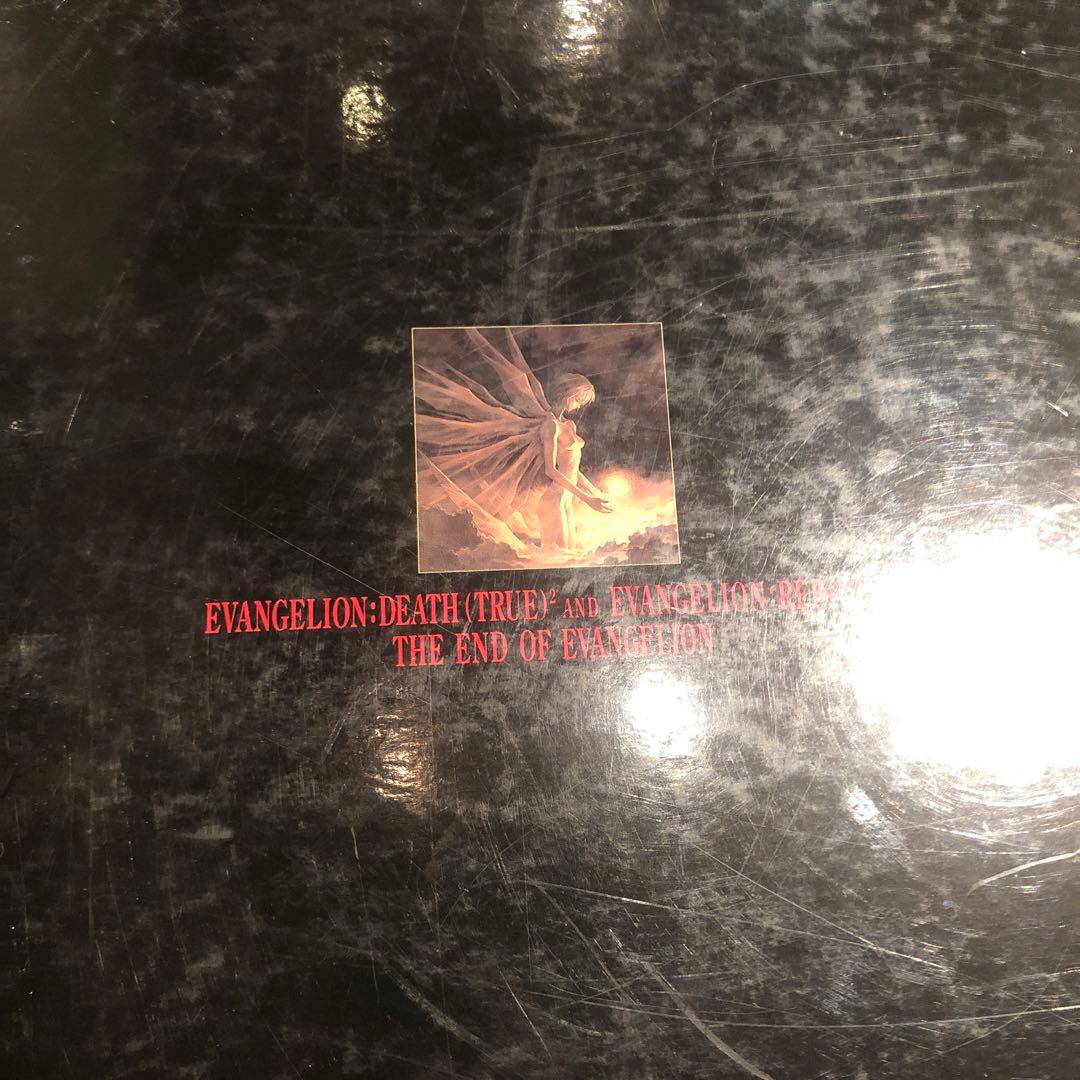 EVANGELION:DEATH(TRUE)² AND EVANGELION:
THE END OF EVANGELION